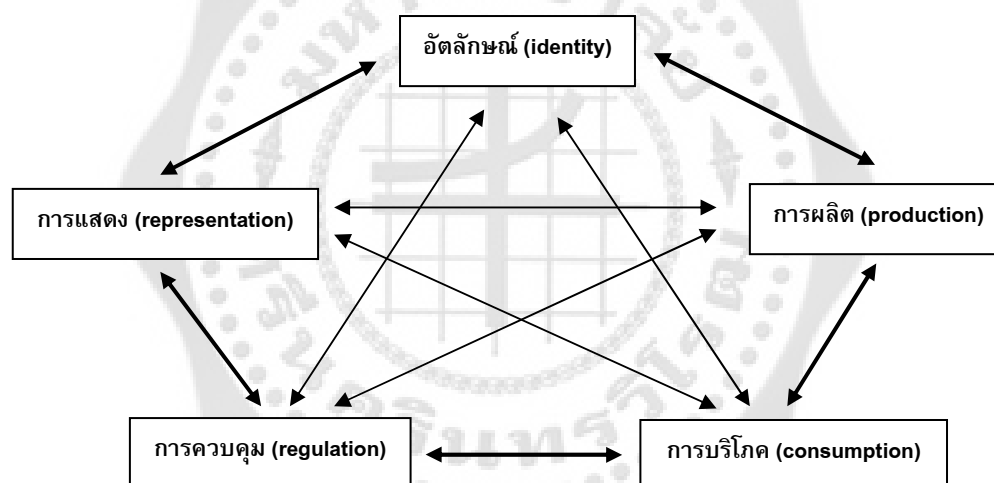 อัตลักษณ์ (identity)
การแสดง (representation)
การผลิต (production)
การควบคุม (regulation)
การบริโภค (consumption)